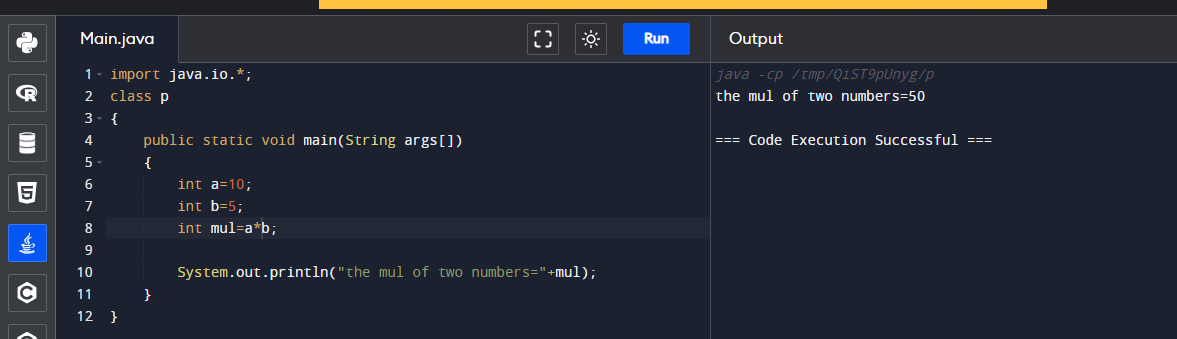 Main.java
Run
Output
1 import java.io.*;
2 class p
3 {
4 public static void main(String args[])
5 {
6 int a=10;
7 int b=5;
8 int mul=a*b;
9
10 System.out.println("the mul of two numbers="+mul);
11 }
12 }
java -cp /tmp/QiST9pUnyg/p
the mul of two numbers=50
=== Code Execution Successful ===